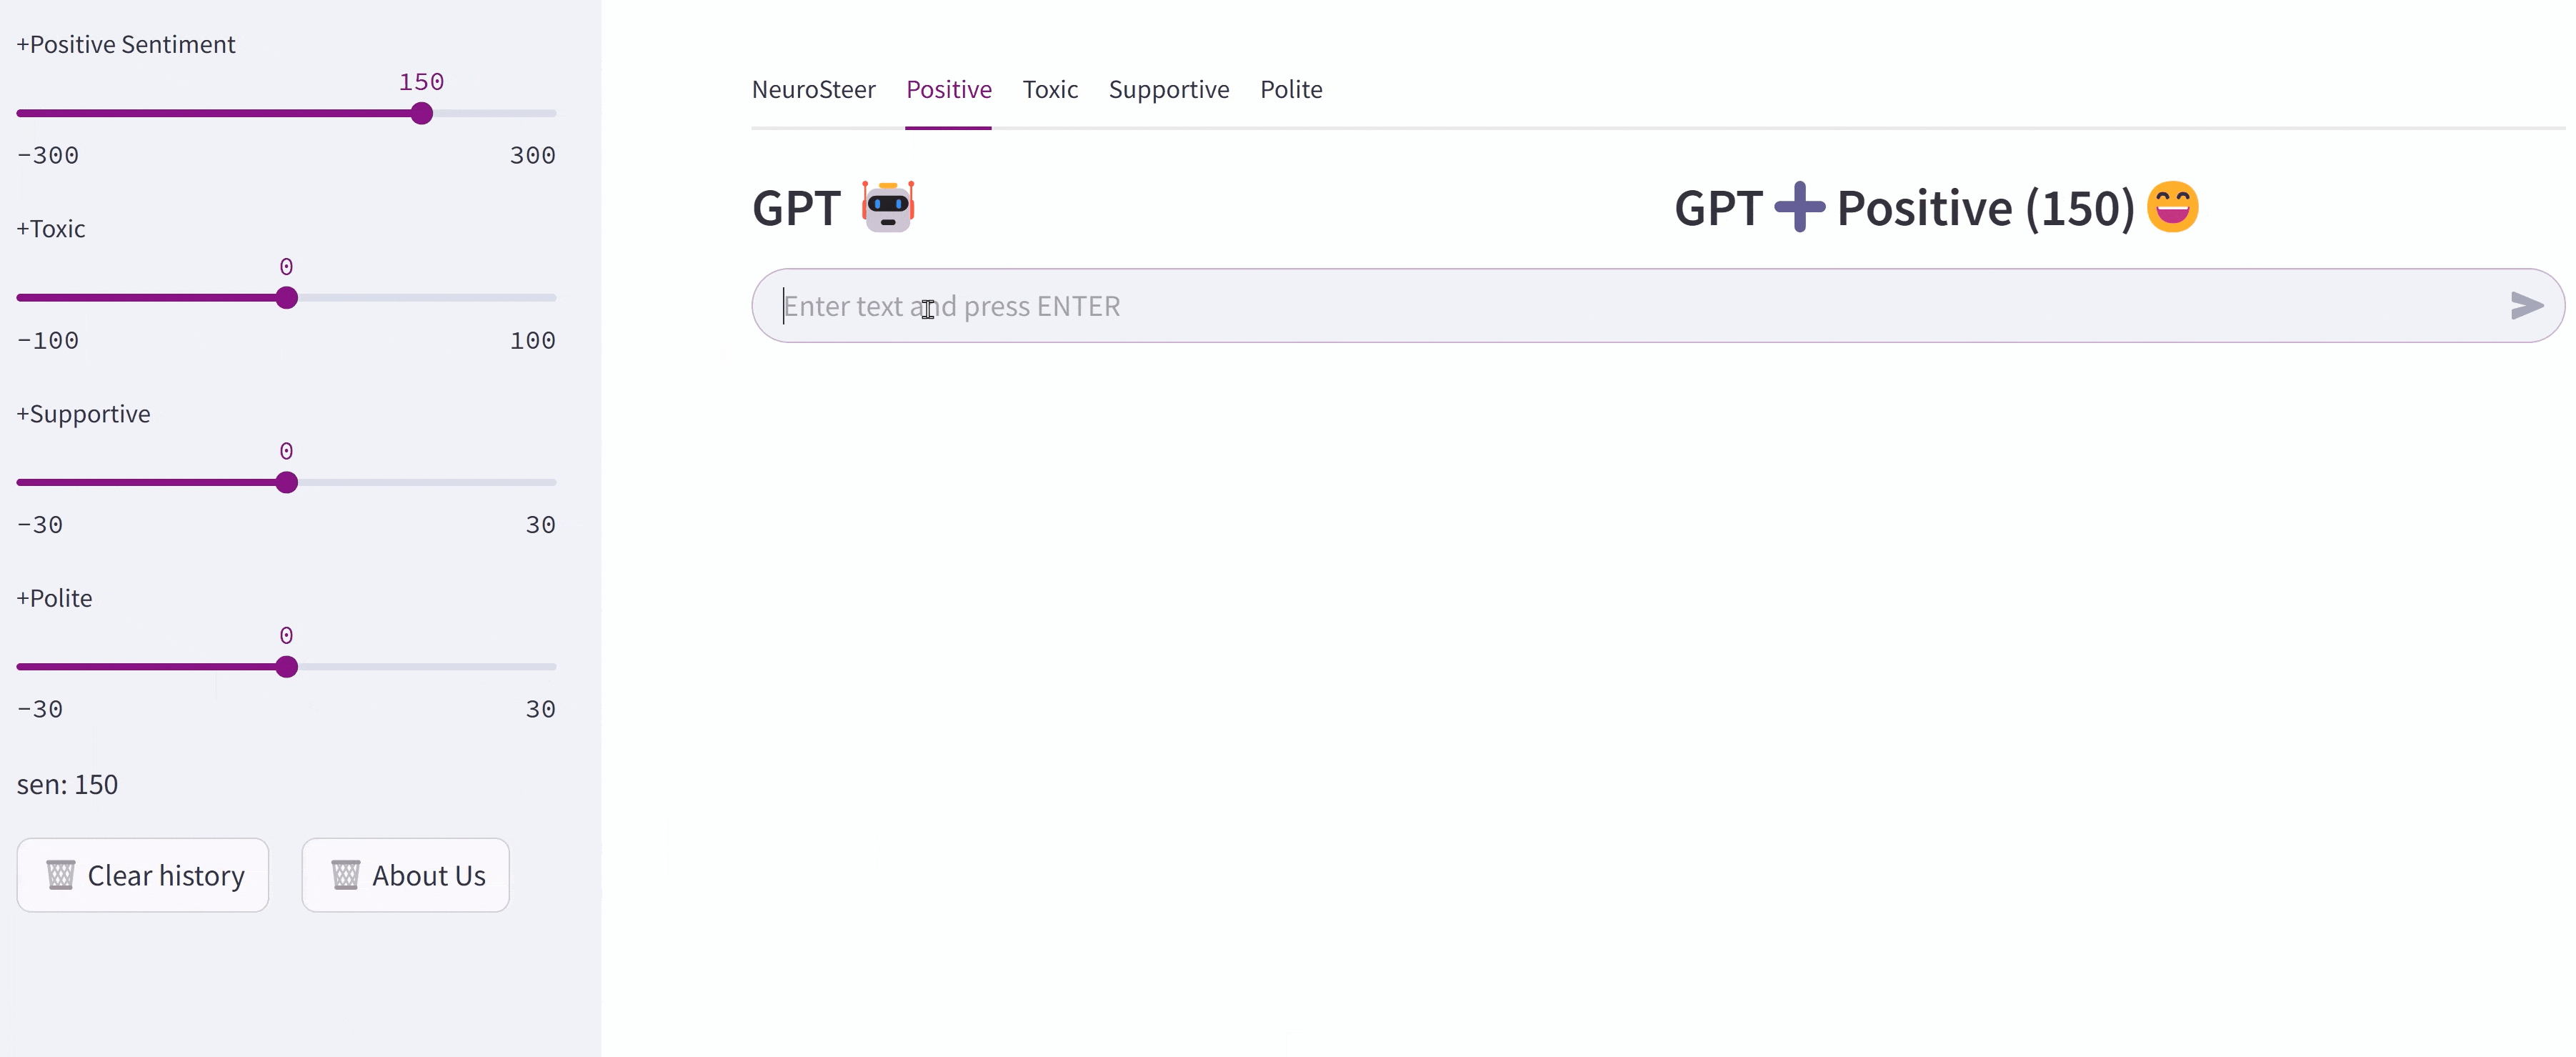 +Positive Sentiment
150
-300 300
+Toxic
0
-100 100
+Supportive
0
-30 30
+Polite
0
-30 30
sen: 150
Clear history About Us
NeuroSteer Positive Toxic Supportive Polite
GPT GPT Positive (150)
Enter text and press ENTER